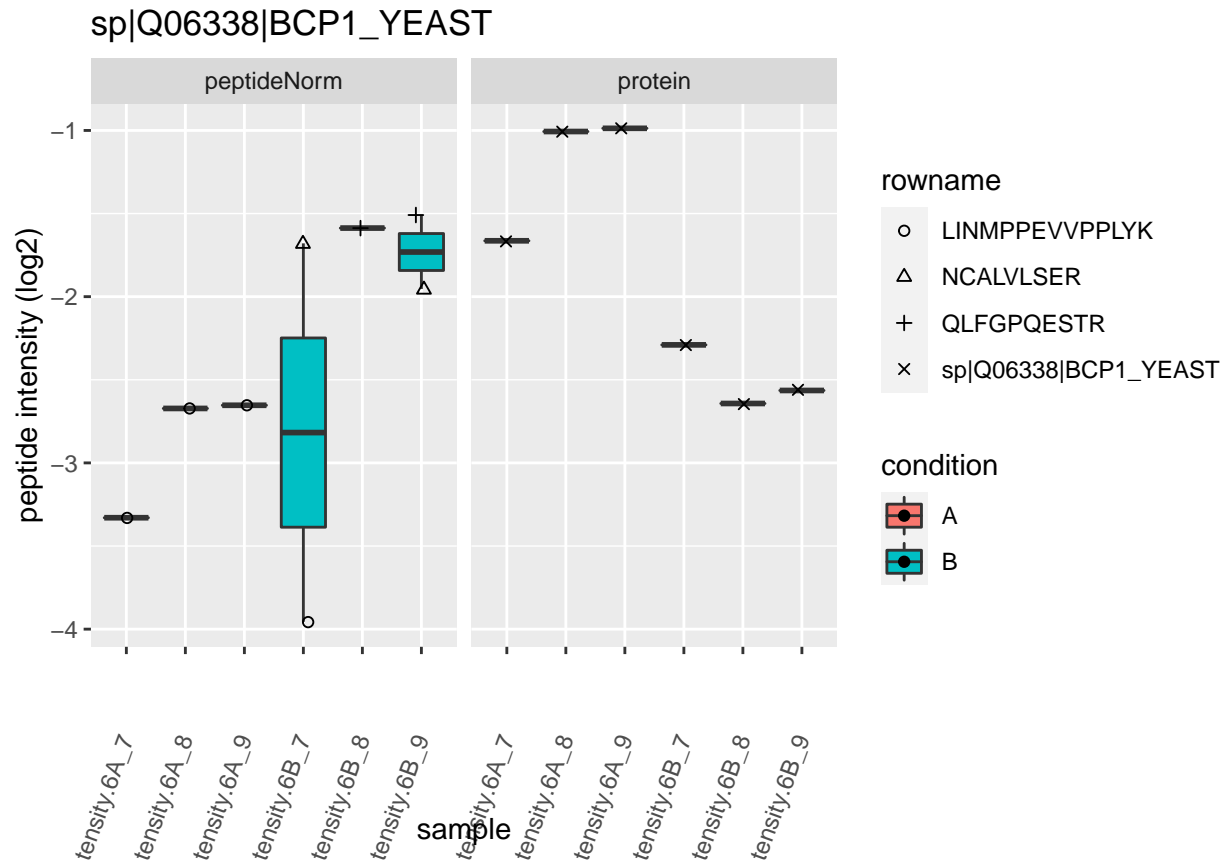 sp|Q06338|BCP1_YEAST
peptideNorm
protein
peptide intensity (log2)
−1
−2
−3
−4
tensity.6A_7
tensity.6A_8
tensity.6A_9
tensity.6B_7
tensity.6B_8
tensity.6B_9
tensity.6A_7
tensity.6A_8
tensity.6A_9
tensity.6B_7
tensity.6B_8
tensity.6B_9
sample
rowname
LINMPPEVVPPLYK
NCALVLSER
QLFGPQESTR
sp|Q06338|BCP1_YEAST
condition
A
B